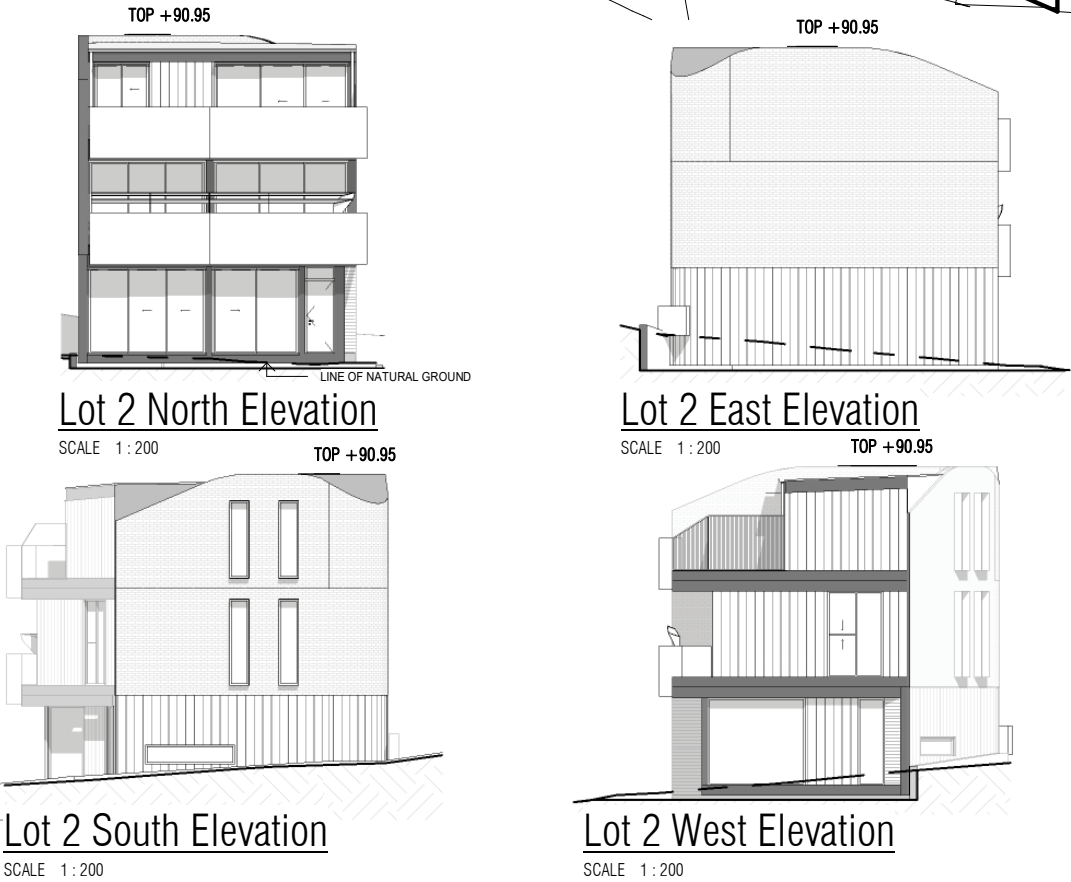 TOP +90.95
TOP +90.95
LINE OF NATURAL GROUND
Lot 2 North Elevation
SCALE 1 : 200
Lot 2 East Elevation
SCALE 1 : 200
TOP +90.95
TOP +90.95
Lot 2 South Elevation
SCALE 1 : 200
Lot 2 West Elevation
SCALE 1 : 200